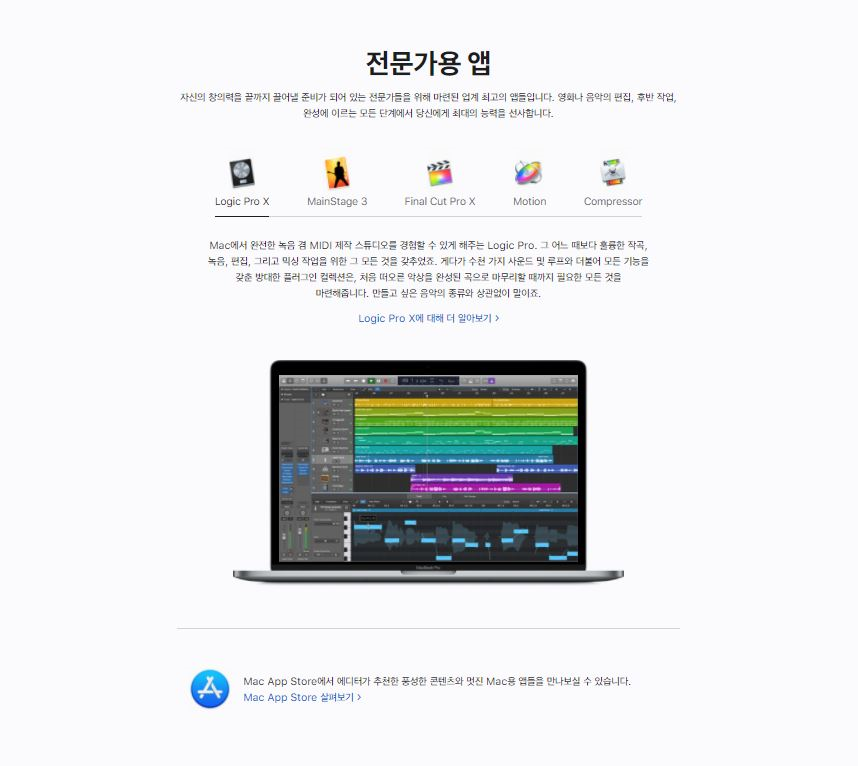 전문가용 앱
자신의 창의력을 끝까지 끌어낼 준비가 되어 있는 전문가들을 위해 마련된 업계 최고의 앱들입니다. 영화나 음악의 편집, 후반 작업,
완성에 이르는 모든 단계에서 당신에게 최대의 능력을 선사합니다.
Logic Pro X
MainStage 3
Final Cut Pro X
Motion
Compressor
Mac에서 완전한 녹음 겸 MIDI 제작 스튜디오를 경험할 수 있게 해주는 Logic Pro. 그 어느 때보다 훌륭한 작곡,
녹음, 편집, 그리고 믹싱 작업을 위한 그 모든 것을 갖추었죠. 게다가 수천 가지 사운드 및 루프와 더불어 모든 기능을
갖춘 방대한 플러그인 컬렉션은, 처음 떠오른 악상을 완성된 곡으로 마무리할 때까지 필요한 모든 것을
마련해줍니다. 만들고 싶은 음악의 종류와 상관없이 말이죠.
Logic Pro X에 대해 더 알아보기 >
MacBook Pro
Mac App Store에서 에디터가 추천한 풍성한 콘텐츠와 멋진 Mac용 앱들을 만나보실 수 있습니다.
Mac App Store 살펴보기 >